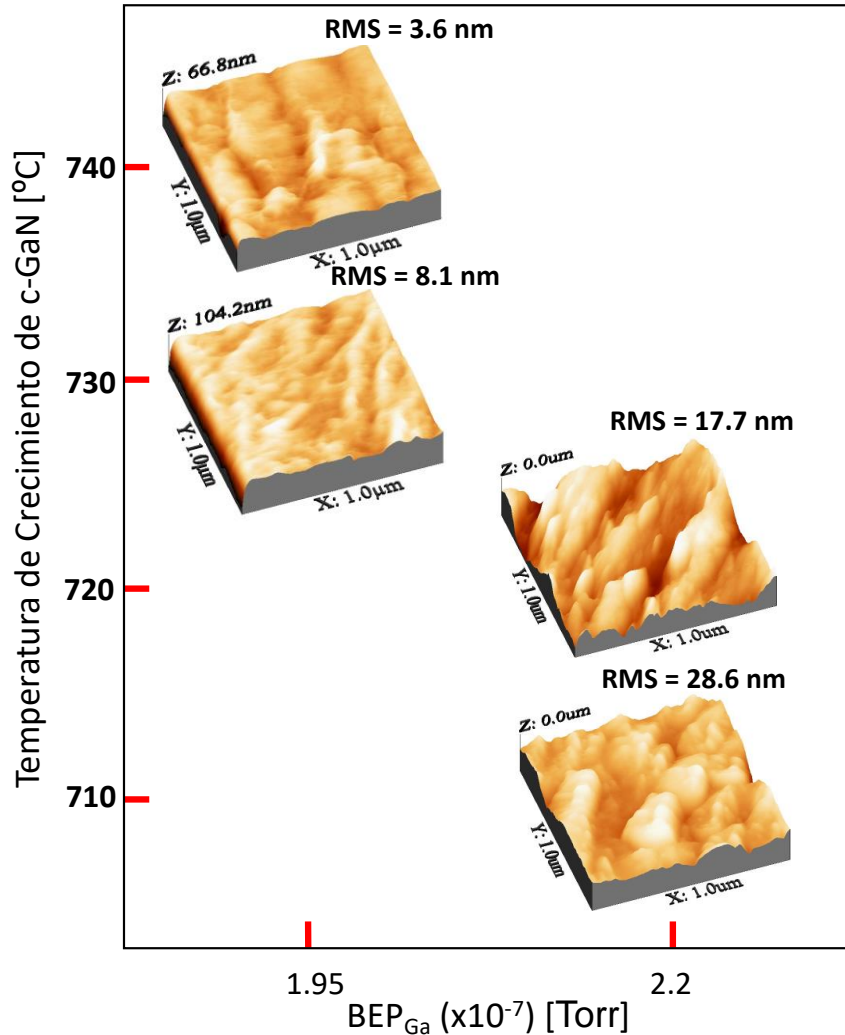 RMS = 3.6 nm
Z: 66.8nm
Y: 1.0µm
X: 1.0µm
RMS = 8.1 nm
Z: 104.2nm
Y: 1.0µm
X: 1.0µm
RMS = 17.7 nm
Z: 0.0um
Y: 1.0um
X: 1.0um
RMS = 28.6 nm
Z: 0.0um
Y: 1.0um
X: 1.0um
Temperatura de Crecimiento de c-GaN [ºC]
740
730
720
710
1.95
2.2
BEP_Ga (x10^-7) [Torr]